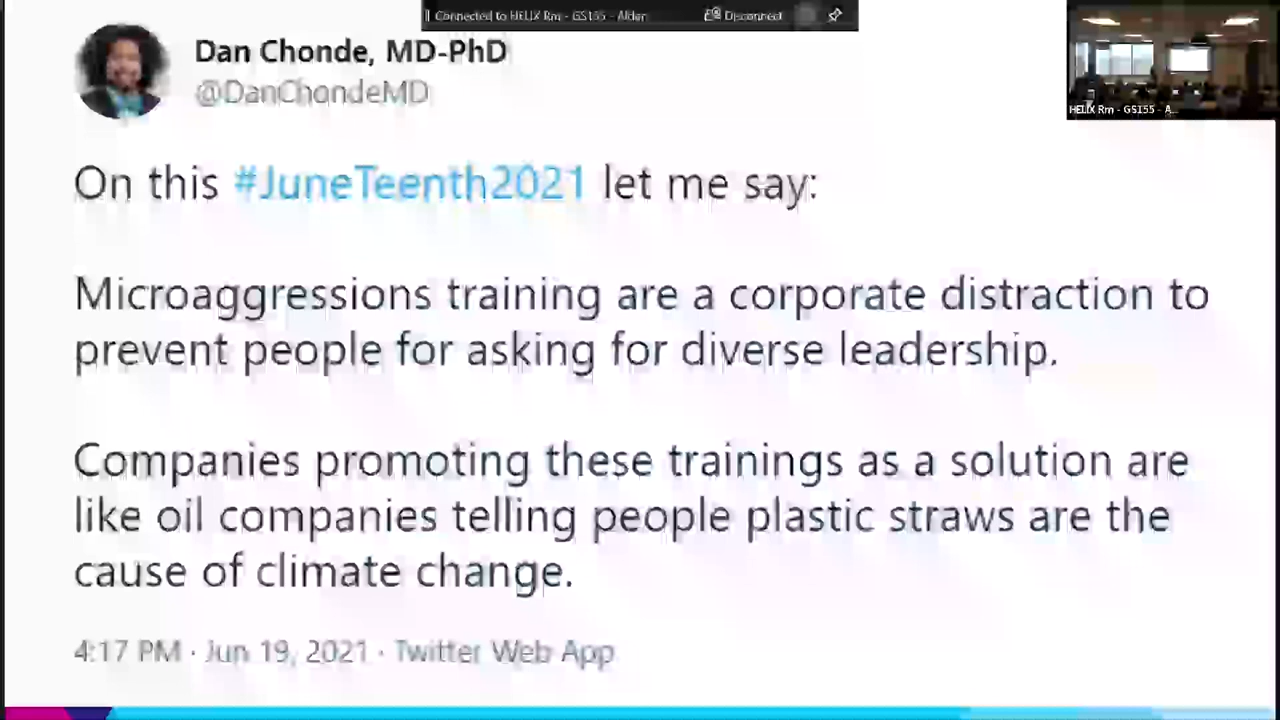 Connected to HELIX Rm - GS155 - Alder
Disconnect
HELIX Rm - GS155 - A...
Dan Chonde, MD-PhD
@DanChondeMD
On this #JuneTeenth2021 let me say:
Microaggressions training are a corporate distraction to
prevent people for asking for diverse leadership.
Companies promoting these trainings as a solution are
like oil companies telling people plastic straws are the
cause of climate change.
4:17 PM · Jun 19, 2021 · Twitter Web App